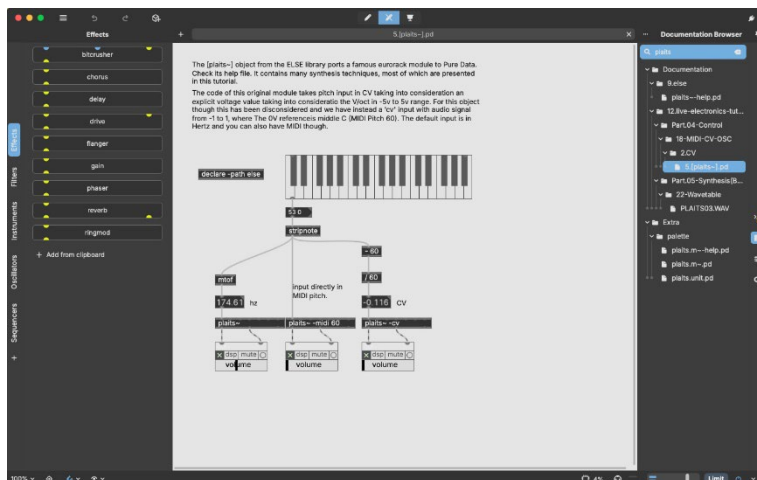 Effects
+
5.[plaits~].pd
Documentation Browser
bitcrusher
chorus
delay
drive
flanger
gain
phaser
reverb
ringmod
+ Add from clipboard
Effects
Filters
Instruments
Oscillators
Sequencers
+
The [plaits~] object from the ELSE library ports a famous eurorack module to Pure Data.
Check its help file. It contains many synthesis techniques, most of which are presented
in this tutorial.
The code of this original module takes pitch input in CV taking into consideration an
explicit voltage value taking into consideratio the V/oct in -5v to 5v range. For this object
though this has been disconsidered and we have instead a 'cv' input with audio signal
from -1 to 1, where The 0V referenceis middle C (MIDI Pitch 60). The default input is in
Hertz and you can also have MIDI though.
declare -path else
53 0
stripnote
- 60
mtof
input directly in
MIDI pitch.
/ 60
174.61 hz
-0.116 CV
plaits~
plaits~ -midi 60
plaits~ -cv
dsp mute
dsp mute
dsp mute
volume
volume
volume
plaits
Documentation
9.else
plaits~-help.pd
12.live-electronics-tut...
Part.04-Control
18-MIDI-CV-OSC
2.CV
5.[plaits~].pd
Part.05-Synthesis(B...
22-Wavetable
PLAITS03.WAV
Extra
palette
plaits.m~-help.pd
plaits.m~.pd
plaits.unit.pd
100%
4%
Limit